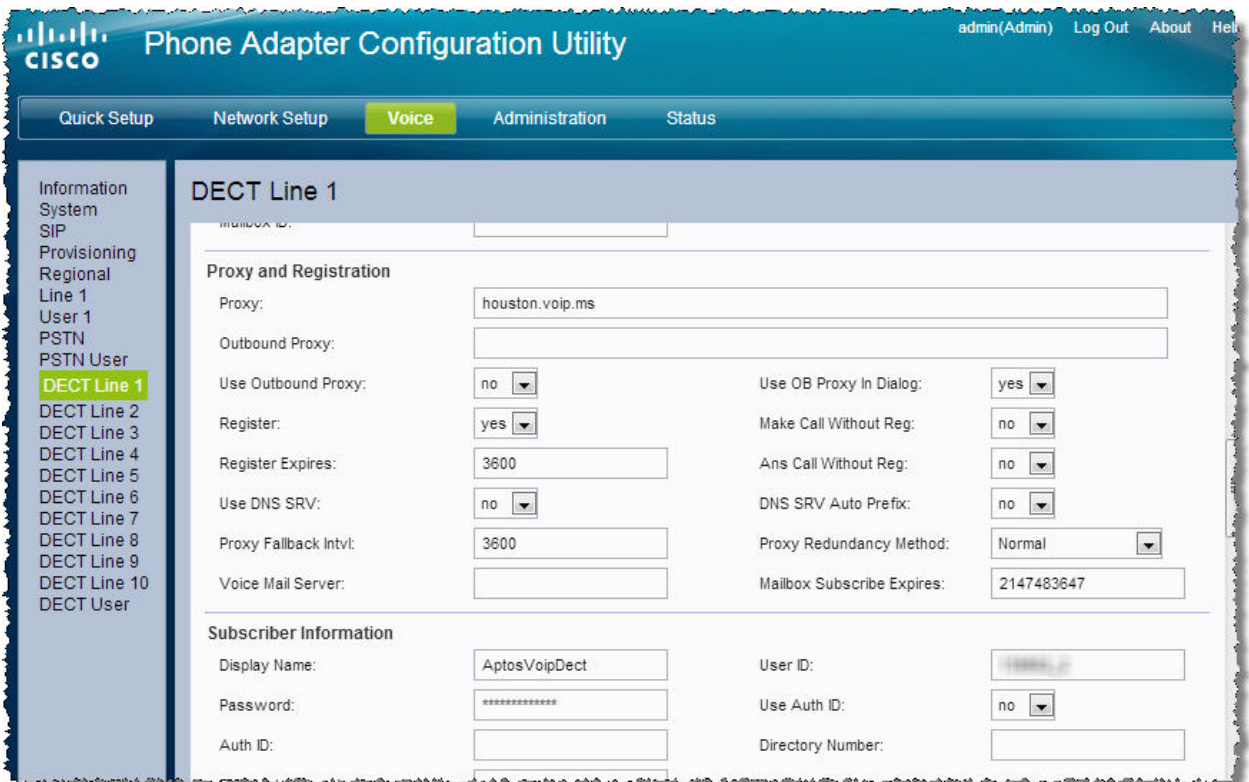 admin(Admin) Log Out About Help
CISCO
Phone Adapter Configuration Utility
Quick Setup Network Setup Voice Administration Status
Information
System
SIP
Provisioning
Regional
Line 1
User 1
PSTN
PSTN User
DECT Line 1
DECT Line 2
DECT Line 3
DECT Line 4
DECT Line 5
DECT Line 6
DECT Line 7
DECT Line 8
DECT Line 9
DECT Line 10
DECT User
DECT Line 1
Mailbox ID:
Proxy and Registration
Proxy: houston.voip.ms
Outbound Proxy:
Use Outbound Proxy: no Use OB Proxy In Dialog: yes
Register: yes Make Call Without Reg: no
Register Expires: 3600 Ans Call Without Reg: no
Use DNS SRV: no DNS SRV Auto Prefix: no
Proxy Fallback Intvl: 3600 Proxy Redundancy Method: Normal
Voice Mail Server: Mailbox Subscribe Expires: 2147483647
Subscriber Information
Display Name: AptosVoipDect User ID:
Password: ************* Use Auth ID: no
Auth ID: Directory Number: